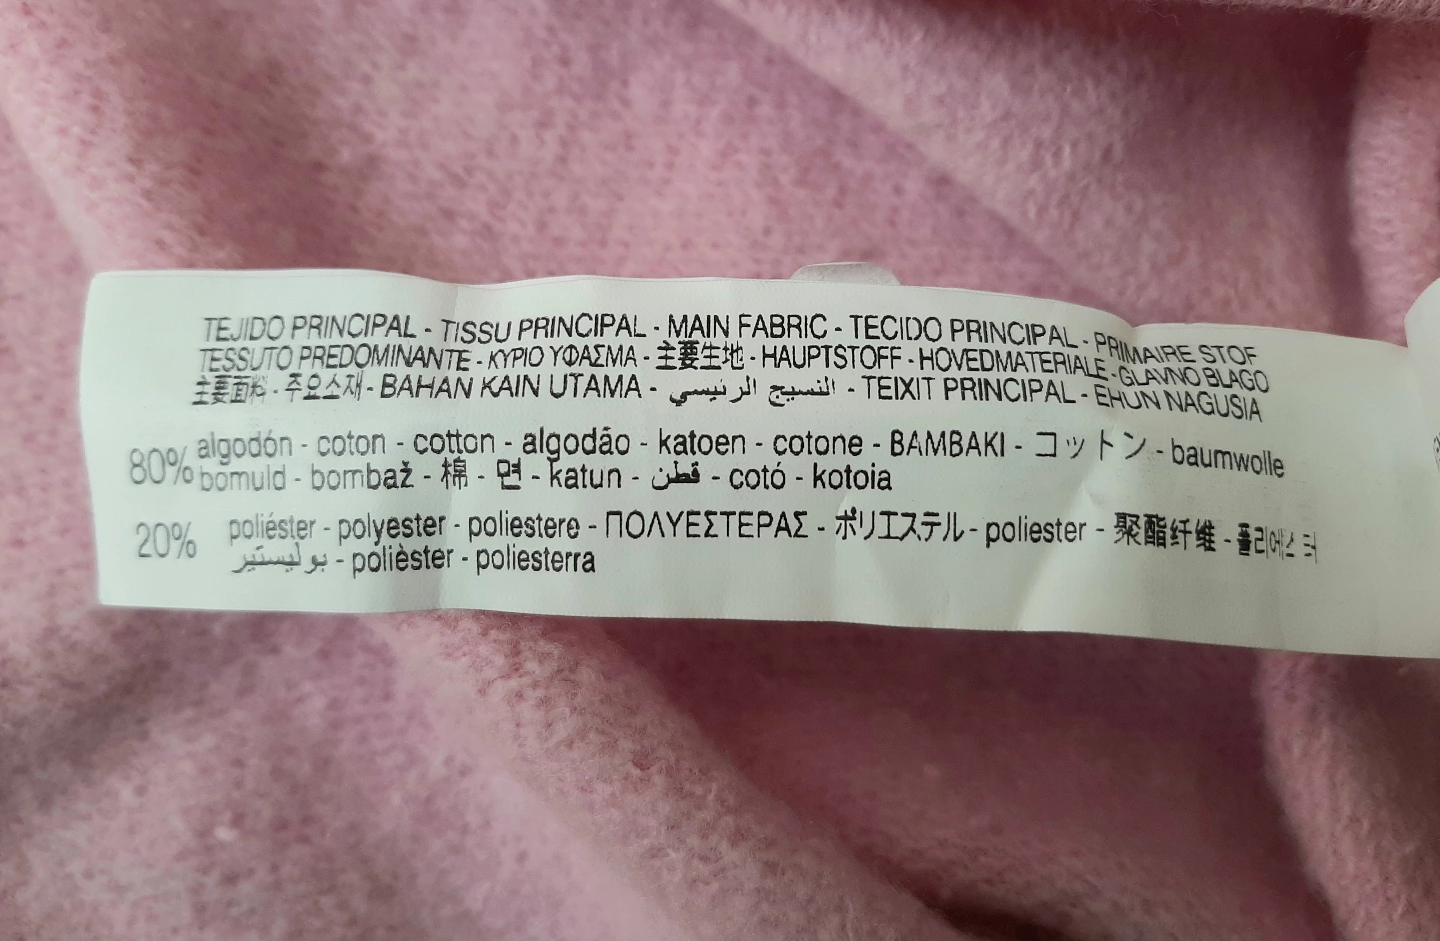 TEJIDO PRINCIPAL - TISSU PRINCIPAL - MAIN FABRIC - TECIDO PRINCIPAL - PRIMAIRE STOF
TESSUTO PREDOMINANTE - ΚΥΡΙΟ ΥΦΑΣΜΑ - 主要生地 - HAUPTSTOFF - HOVEDMATERIALE - GLAVNO BLAGO
主要面料 - 주요소재 - BAHAN KAIN UTAMA - النسيج الرئيسي - TEIXIT PRINCIPAL - EHUN NAGUSIA
80% algodón - coton - cotton - algodão - katoen - cotone - BAMBAKI - コットン - baumwolle
bomuld - bombaž - 棉 - 면 - katun - قطن - cotó - kotoia
20% poliéster - polyester - poliestere - ΠΟΛΥΕΣΤΕΡΑΣ - ポリエステル - poliester - 聚酯纤维 - 폴리에스터
بوليستير - polièster - poliesterra